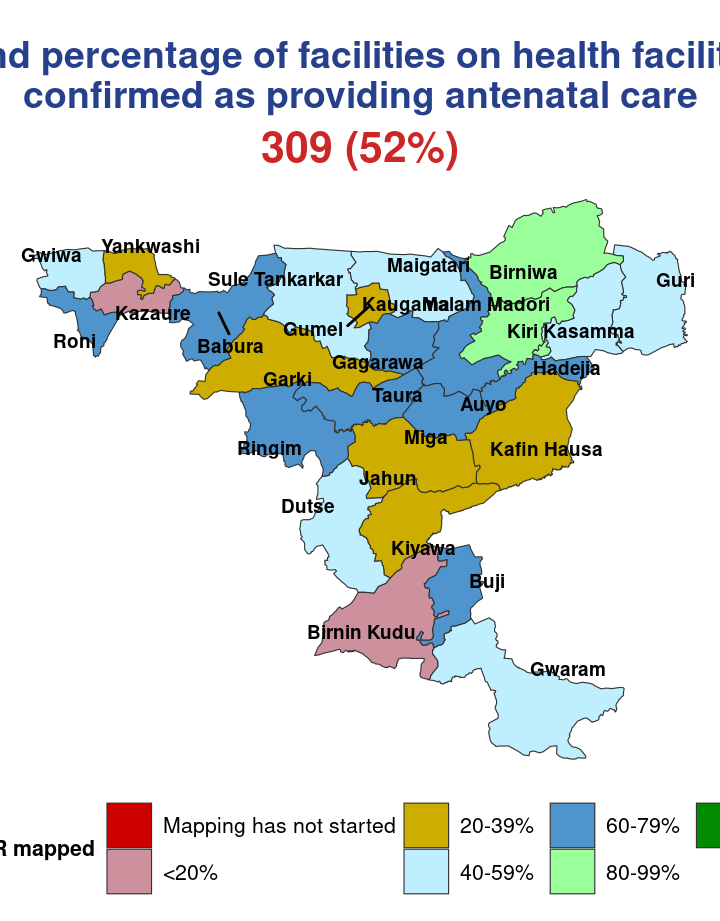 nd percentage of facilities on health facilit
confirmed as providing antenatal care
309 (52%)
Yankwashi
Gwiwa
Maigatari
Birniwa
Sule Tankarkar
Guri
Kaugama
Malam Madori
Kazaure
Gumel
Kiri Kasamma
Roni
Babura
Gagarawa
Hadejia
Garki
Taura
Auyo
Miga
Ringim
Kafin Hausa
Jahun
Dutse
Kiyawa
Buji
Birnin Kudu
Gwaram
R mapped
Mapping has not started
20-39%
60-79%
<20%
40-59%
80-99%